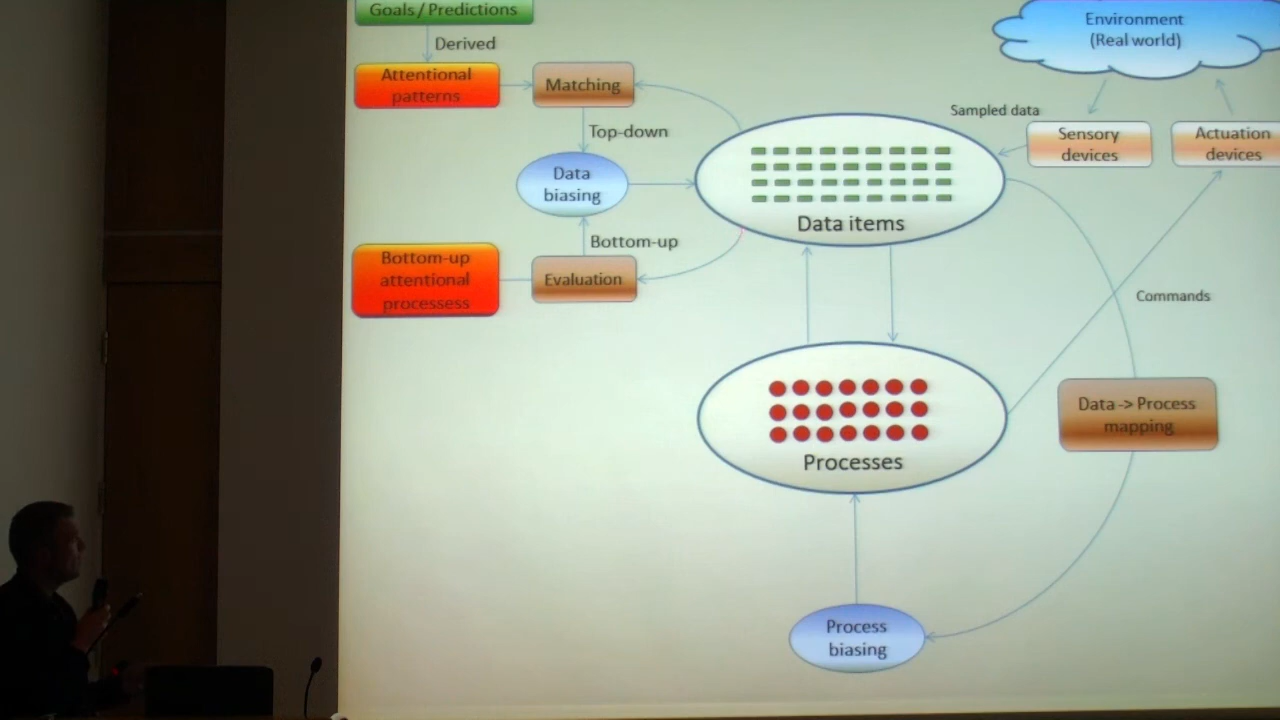 Goals / Predictions
Derived
Attentional
patterns
Matching
Top-down
Data
biasing
Bottom-up
Bottom-up
attentional
processess
Evaluation
Data items
Sampled data
Environment
(Real world)
Sensory
devices
Actuation
devices
Commands
Data -> Process
mapping
Processes
Process
biasing